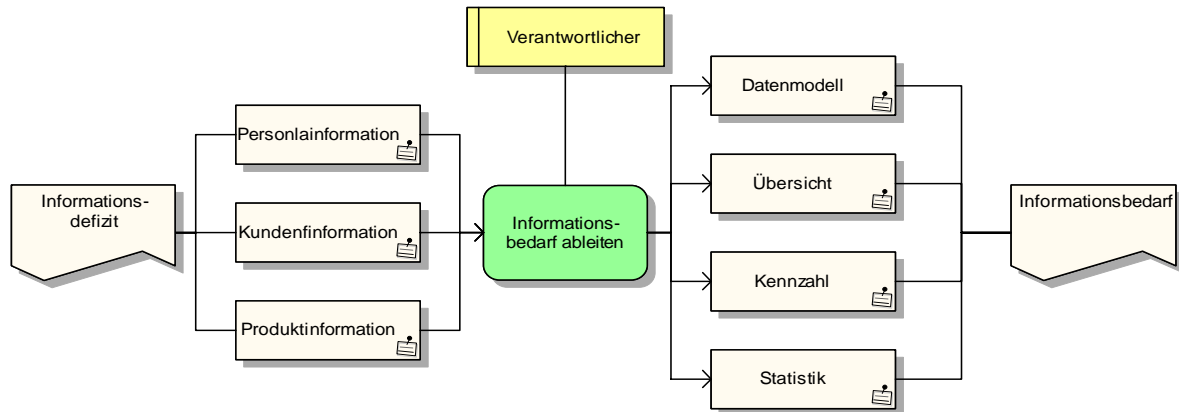 Verantwortlicher
Informations-
defizit
Personlainformation
Kundenfinformation
Produktinformation
Informations-
bedarf ableiten
Datenmodell
Übersicht
Kennzahl
Statistik
Informationsbedarf